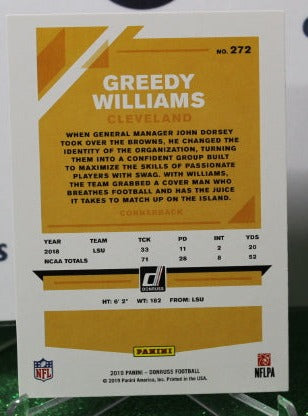 NO. 272
GREEDY
WILLIAMS
CLEVELAND
WHEN GENERAL MANAGER JOHN DORSEY
TOOK OVER THE BROWNS, HE CHANGED THE
IDENTITY OF THE ORGANIZATION, TURNING
THEM INTO A CONFIDENT GROUP BUILT
TO MAXIMIZE THE SKILLS OF PASSIONATE
PLAYERS WITH SWAG. WITH WILLIAMS,
THE TEAM GRABBED A COVER MAN WHO
BREATHES FOOTBALL AND HAS THE JUICE
IT TAKES TO MATCH UP ON THE ISLAND.
CORNERBACK
YEAR TEAM TCK PD INT YDS
2018 LSU 33 11 2 20
NCAA TOTALS 71 28 8 52
DONRUSS
HT: 6' 2" WT: 182 FROM: LSU
PANINI
NFL
NFLPA
2019 PANINI – DONRUSS FOOTBALL
© 2019 Panini America, Inc. Printed in the USA.